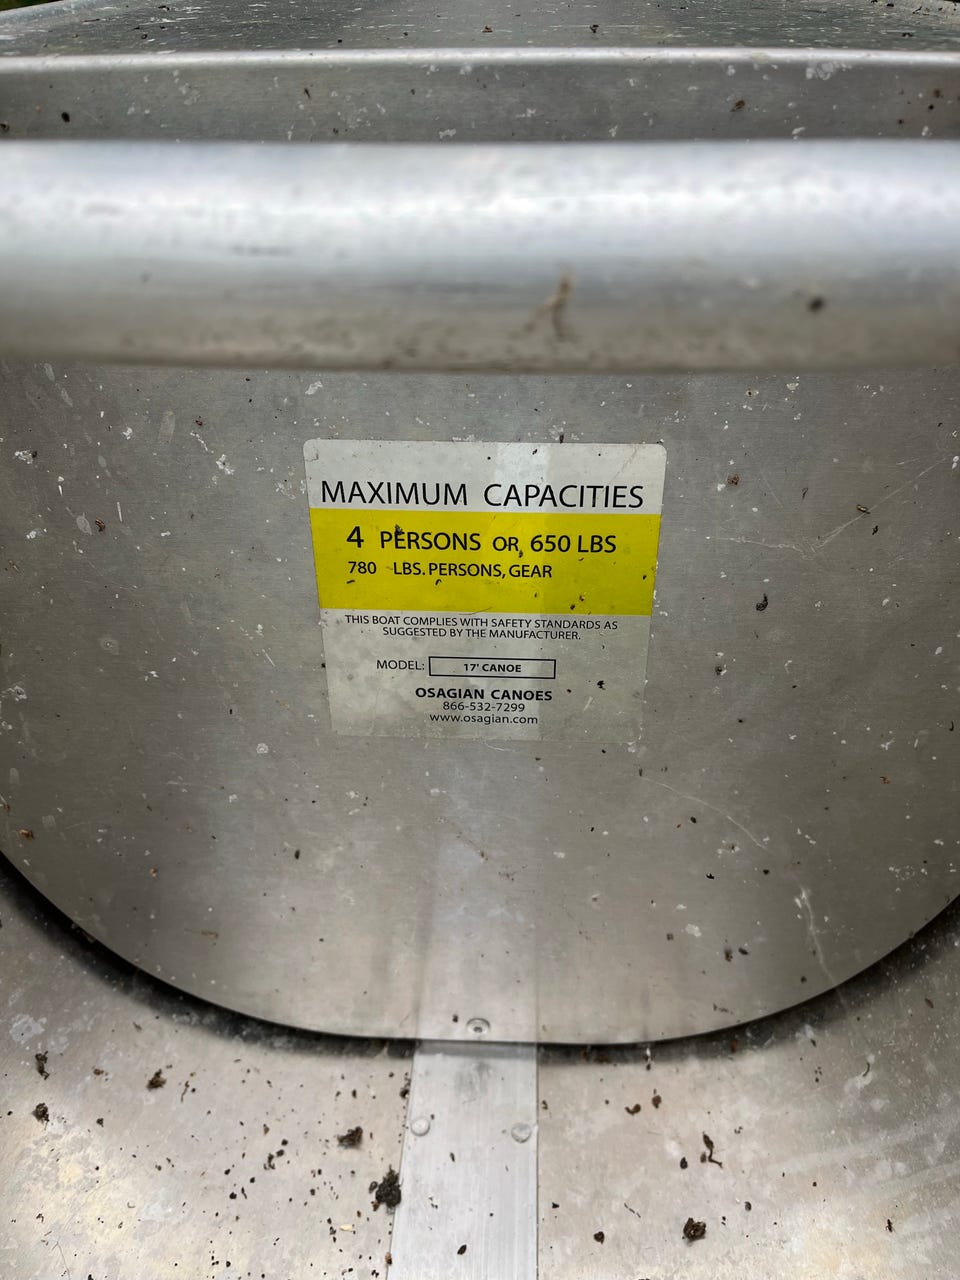 MAXIMUM CAPACITIES
4 PERSONS OR 650 LBS
780 LBS. PERSONS, GEAR
THIS BOAT COMPLIES WITH SAFETY STANDARDS AS
SUGGESTED BY THE MANUFACTURER.
MODEL: 17' CANOE
OSAGIAN CANOES
866-532-7299
www.osagian.com